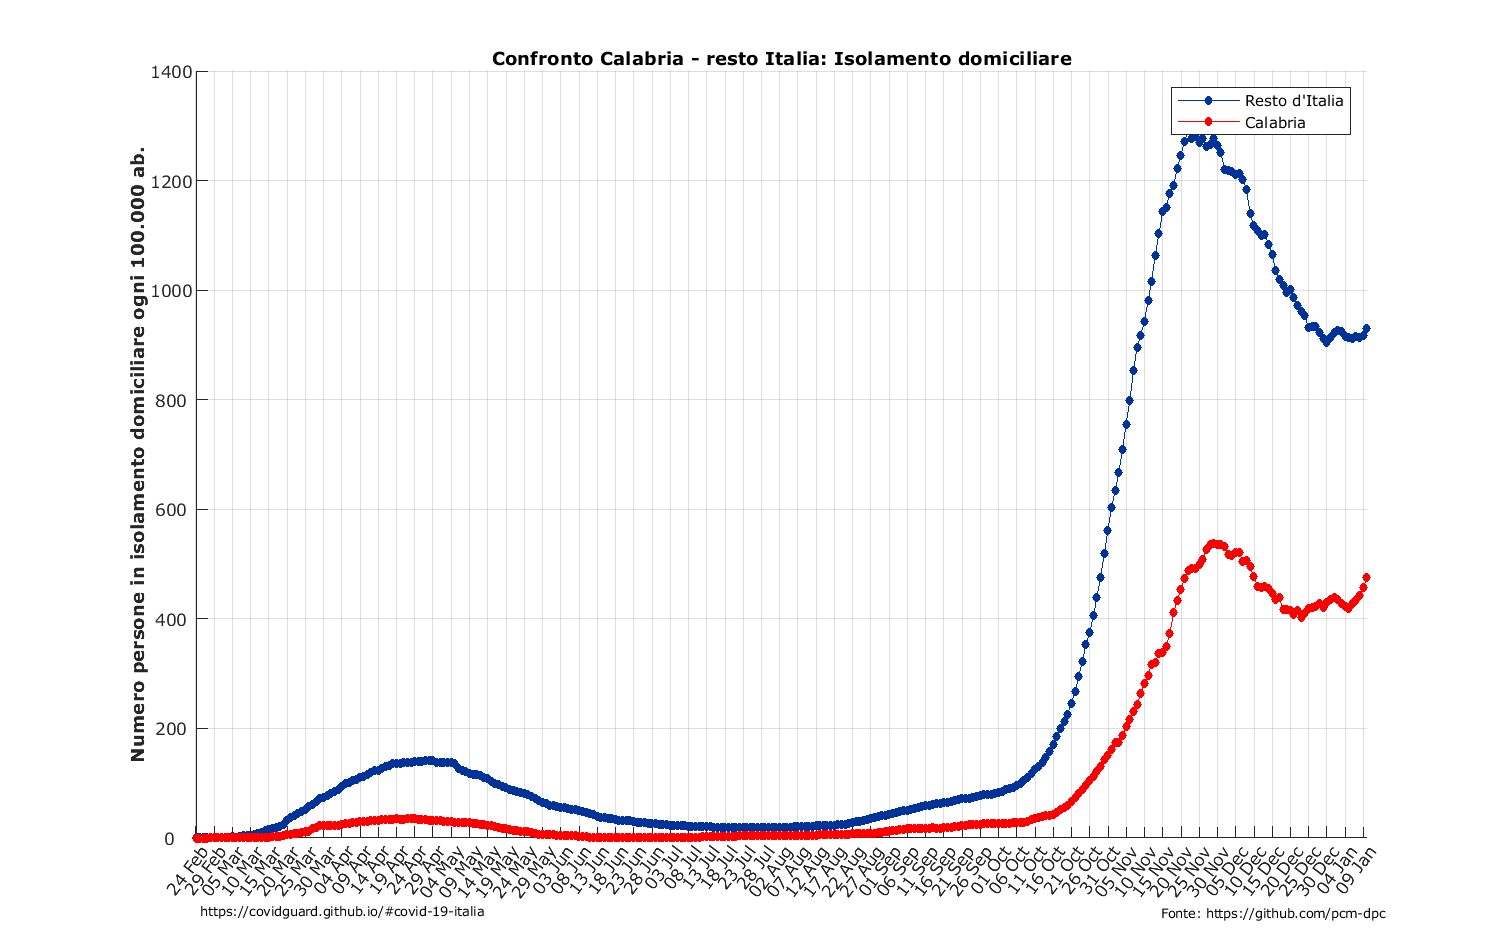 Confronto Calabria - resto Italia: Isolamento domiciliare
Numero persone in isolamento domiciliare ogni 100.000 ab.
1400
1200
1000
800
600
400
200
0
Resto d'Italia
Calabria
24 Feb
29 Feb
05 Mar
10 Mar
15 Mar
20 Mar
25 Mar
30 Mar
04 Apr
09 Apr
14 Apr
19 Apr
24 Apr
29 Apr
04 May
09 May
14 May
19 May
24 May
29 May
03 Jun
08 Jun
13 Jun
18 Jun
23 Jun
28 Jun
03 Jul
08 Jul
13 Jul
18 Jul
23 Jul
28 Jul
02 Aug
07 Aug
12 Aug
17 Aug
22 Aug
27 Aug
01 Sep
06 Sep
11 Sep
16 Sep
21 Sep
26 Sep
01 Oct
06 Oct
11 Oct
16 Oct
21 Oct
26 Oct
31 Oct
05 Nov
10 Nov
15 Nov
20 Nov
25 Nov
30 Nov
05 Dec
10 Dec
15 Dec
20 Dec
25 Dec
30 Dec
04 Jan
09 Jan
https://covidguard.github.io/#covid-19-italia
Fonte: https://github.com/pcm-dpc